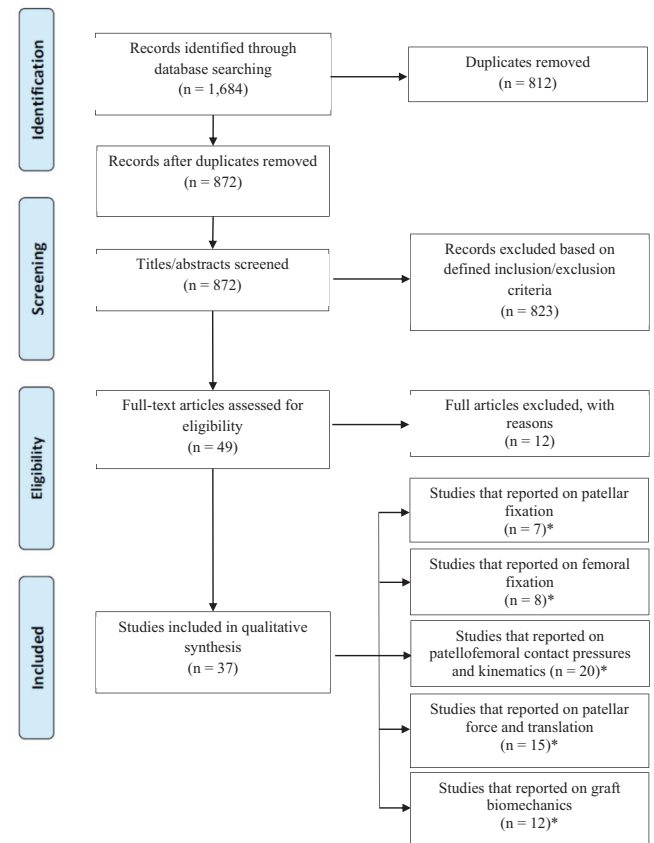 Identification
Records identified through
database searching
(n = 1,684)
Duplicates removed
(n = 812)
Records after duplicates removed
(n = 872)
Screening
Titles/abstracts screened
(n = 872)
Records excluded based on
defined inclusion/exclusion
criteria
(n = 823)
Eligibility
Full-text articles assessed for
eligibility
(n = 49)
Full articles excluded, with
reasons
(n = 12)
Included
Studies included in qualitative
synthesis
(n = 37)
Studies that reported on patellar
fixation
(n = 7)*
Studies that reported on femoral
fixation
(n = 8)*
Studies that reported on
patellofemoral contact pressures
and kinematics (n = 20)*
Studies that reported on patellar
force and translation
(n = 15)*
Studies that reported on graft
biomechanics
(n = 12)*